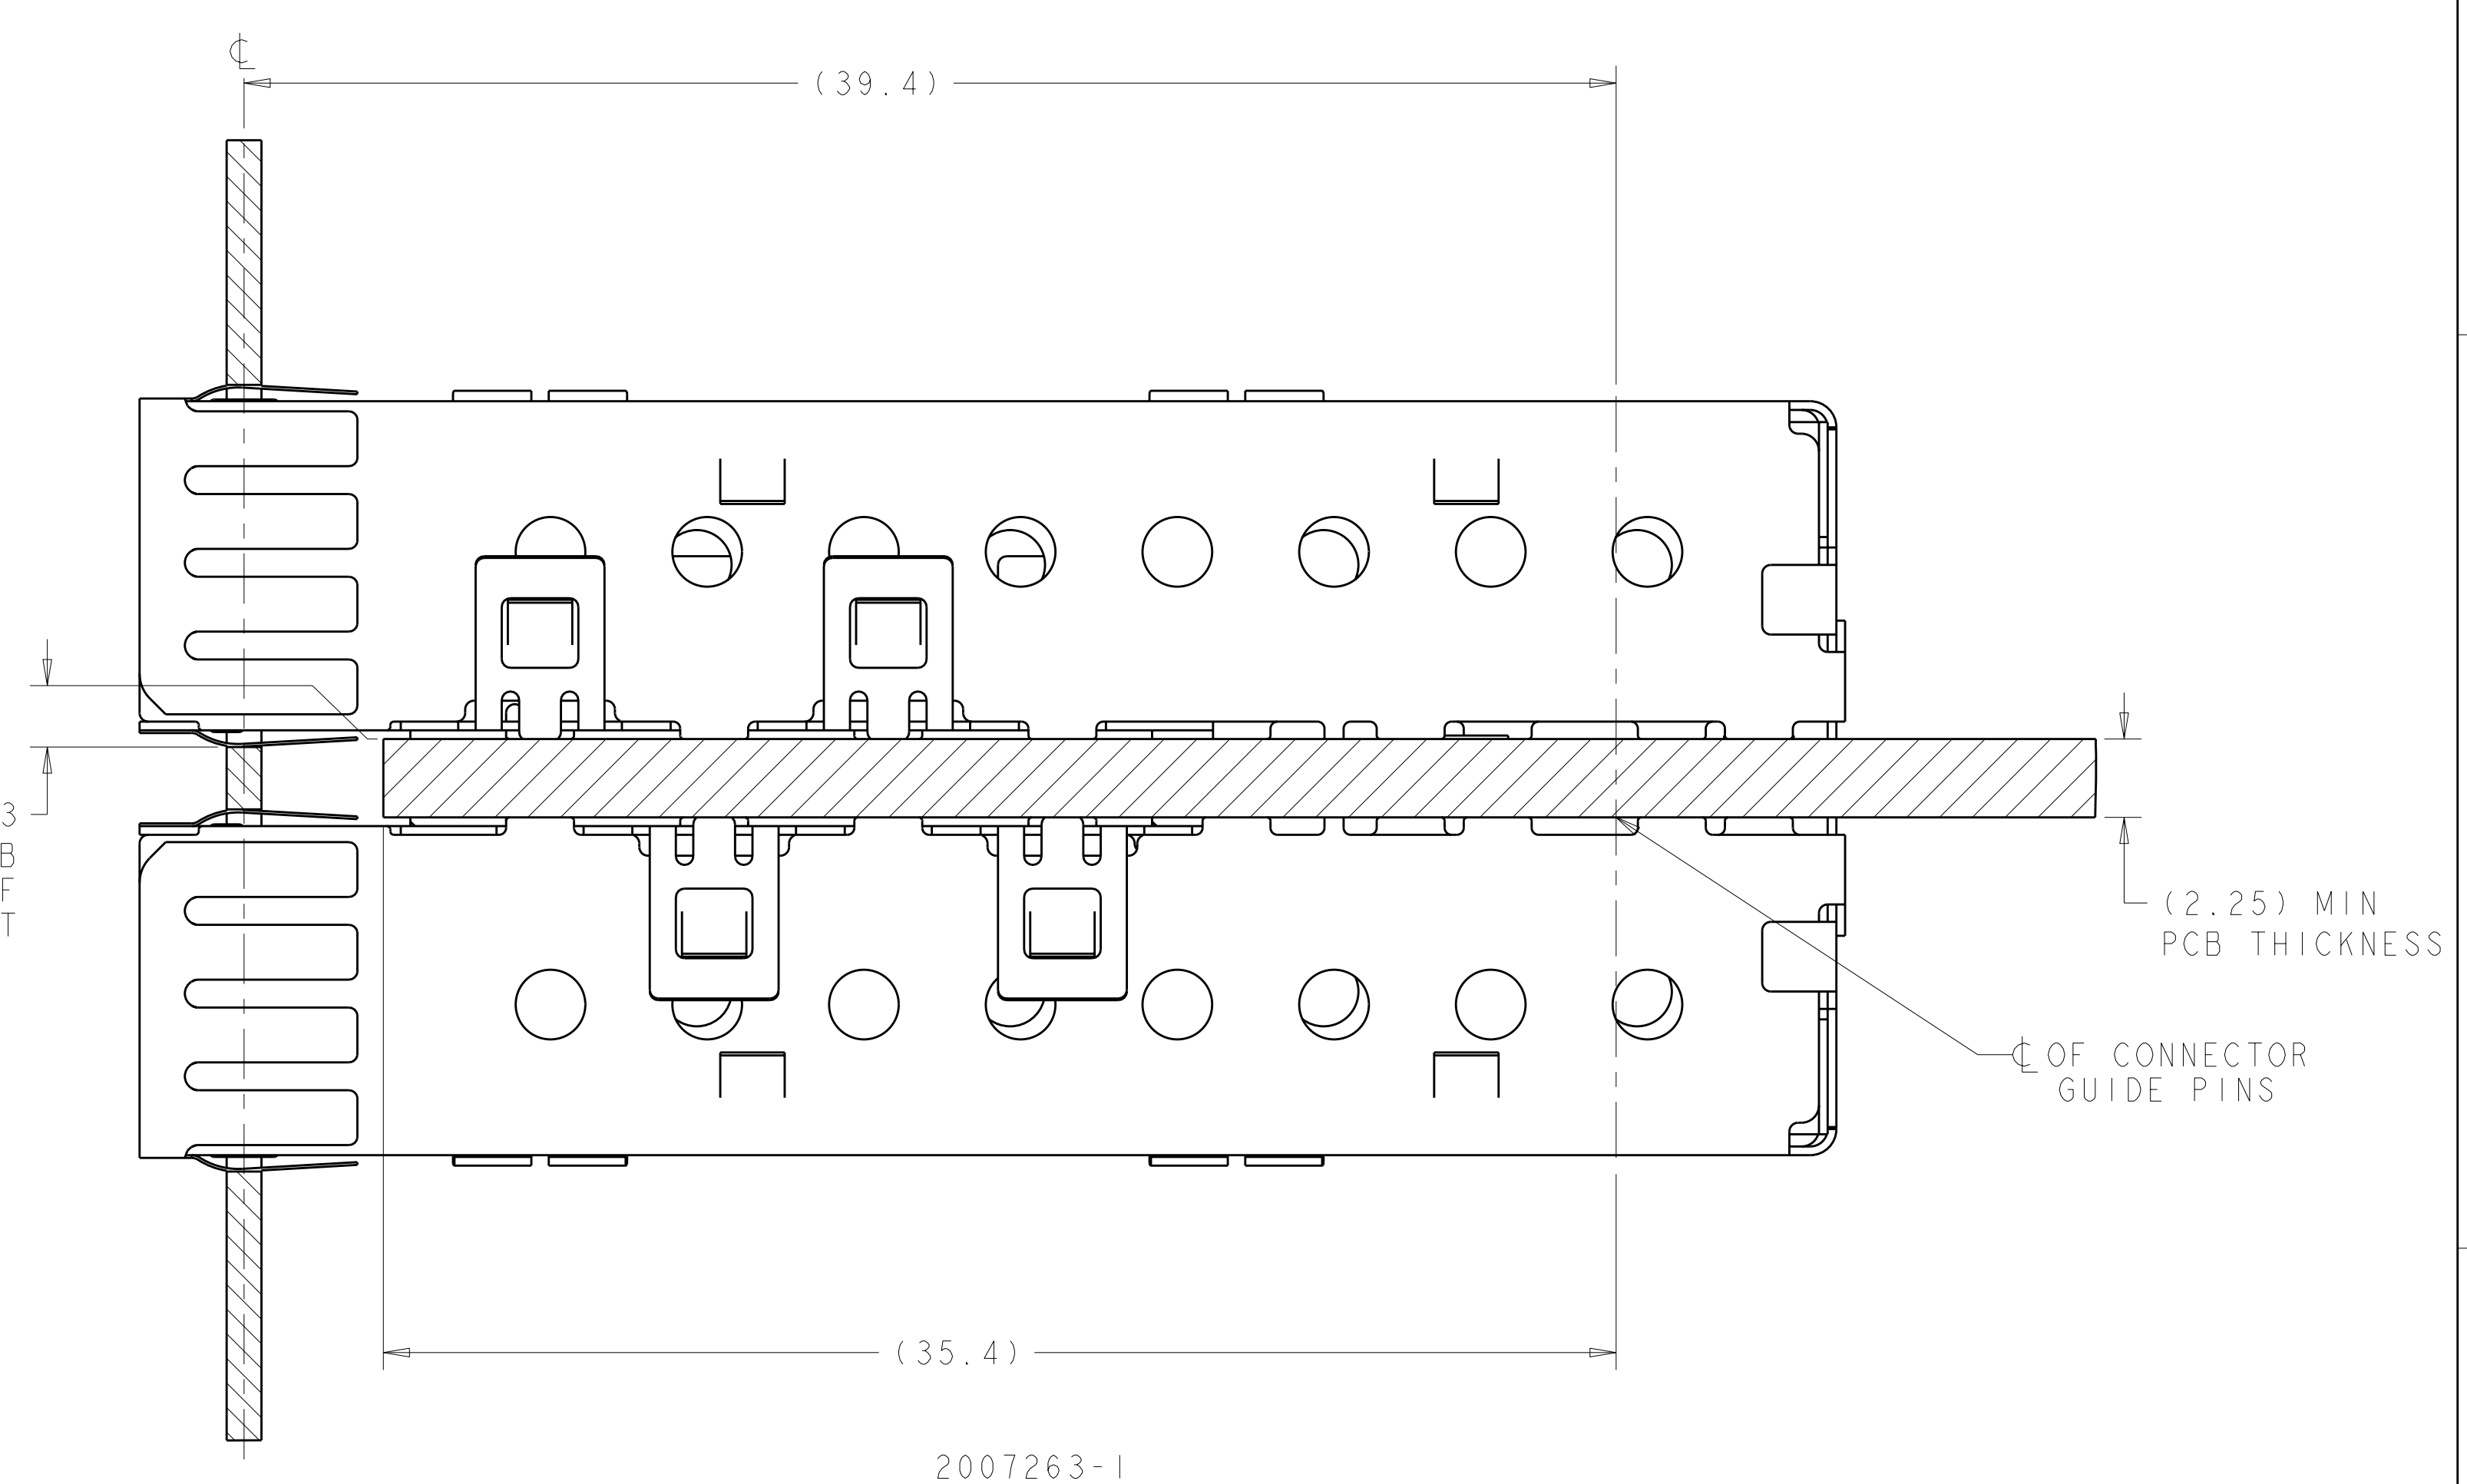 ℄
(39.4)
3
B
F
T
(2.25) MIN
PCB THICKNESS
℄ OF CONNECTOR
GUIDE PINS
(35.4)
2007263-1